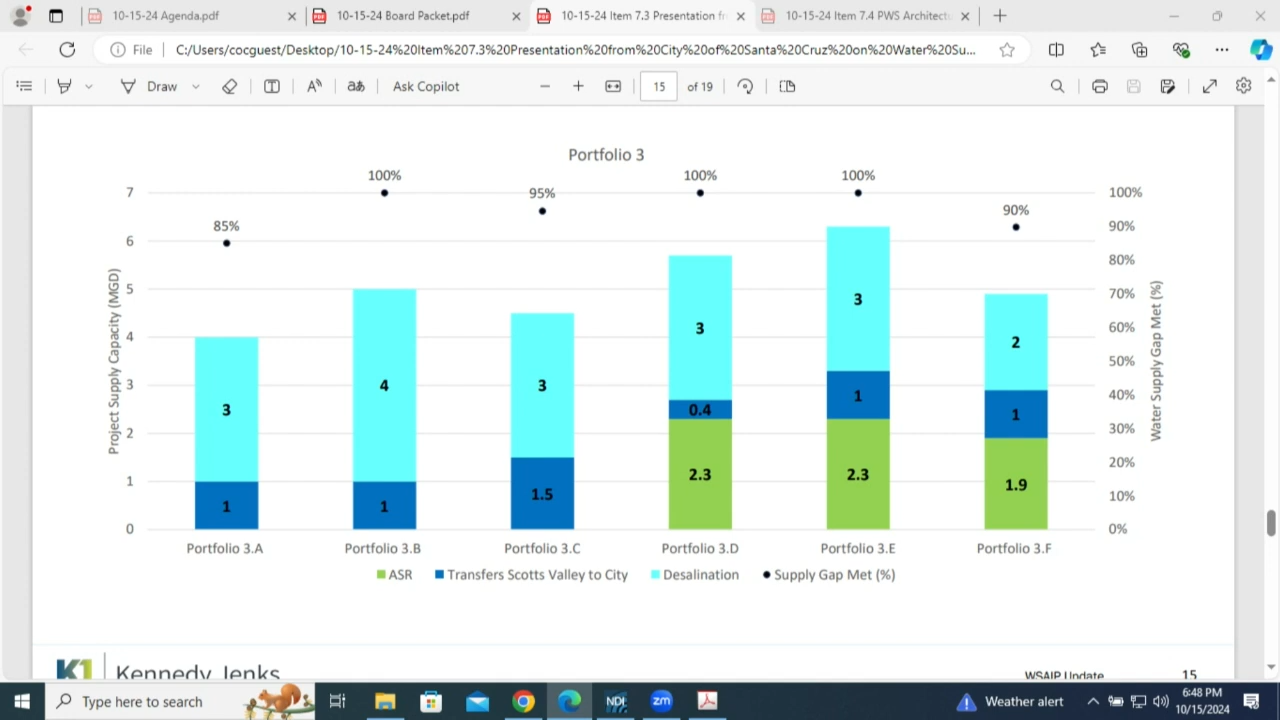 10-15-24 Agenda.pdf
10-15-24 Board Packet.pdf
10-15-24 Item 7.3 Presentation fr
10-15-24 Item 7.4 PWS Architectu
File
C:/Users/cocguest/Desktop/10-15-24%20Item%207.3%20Presentation%20from%20City%20of%20Santa%20Cruz%20on%20Water%20Su...
Draw
Ask Copilot
15 of 19
Portfolio 3
100% 100% 100%
95%
90%
85%
Project Supply Capacity (MGD)
7
6
5
4
3
2
1
0
3
1
4
1
3
1.5
3
0.4
2.3
3
1
2.3
2
1
1.9
100%
90%
80%
70%
60%
50%
40%
30%
20%
10%
0%
Water Supply Gap Met (%)
Portfolio 3.A Portfolio 3.B Portfolio 3.C Portfolio 3.D Portfolio 3.E Portfolio 3.F
ASR Transfers Scotts Valley to City Desalination Supply Gap Met (%)
KJ Kennedy Jenks
WSAIP Update 15
Type here to search
NDI
zm
Weather alert
6:48 PM
10/15/2024